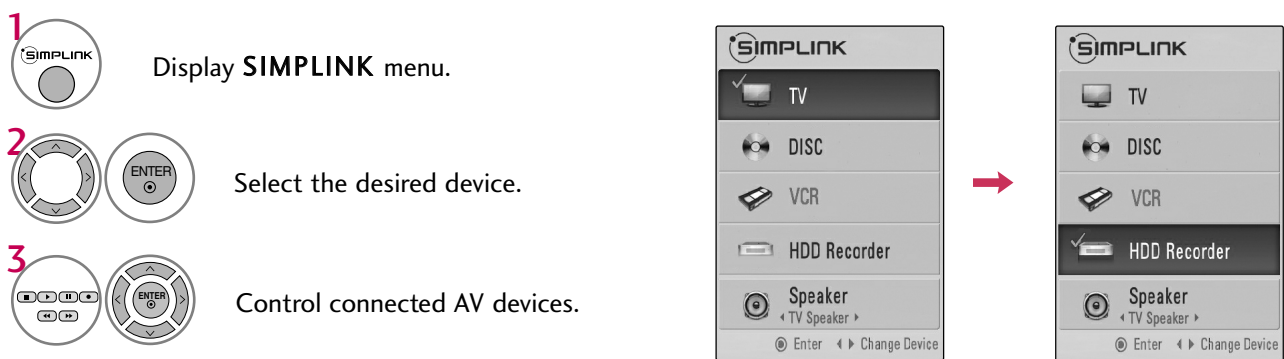 1
SIMPLINK
Display SIMPLINK menu.
2
ENTER
Select the desired device.
3
ENTER
Control connected AV devices.
SIMPLINK
TV
DISC
VCR
HDD Recorder
Speaker
TV Speaker
Enter Change Device
SIMPLINK
TV
DISC
VCR
HDD Recorder
Speaker
TV Speaker
Enter Change Device